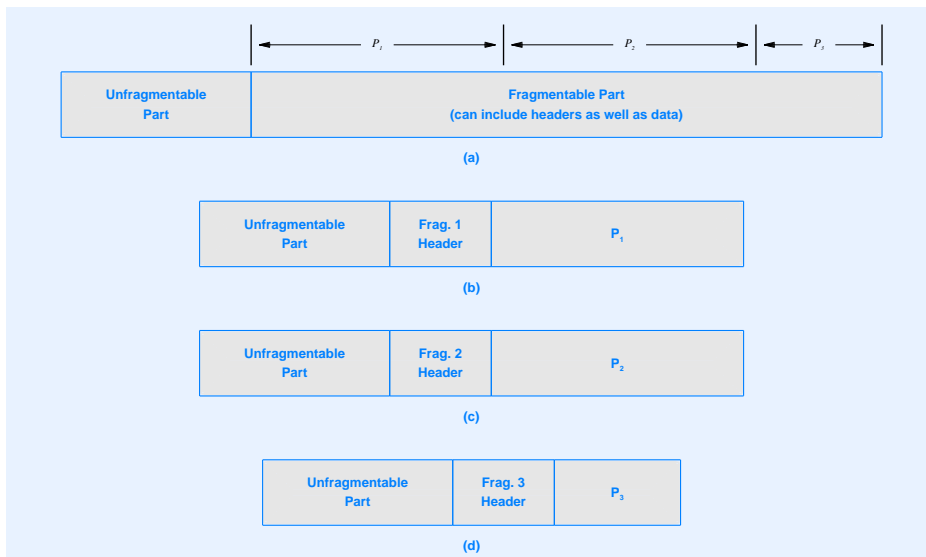 P₁ P₂ P₃
Unfragmentable
Part
Fragmentable Part
(can include headers as well as data)
(a)
Unfragmentable
Part
Frag. 1
Header
P₁
(b)
Unfragmentable
Part
Frag. 2
Header
P₂
(c)
Unfragmentable
Part
Frag. 3
Header
P₃
(d)